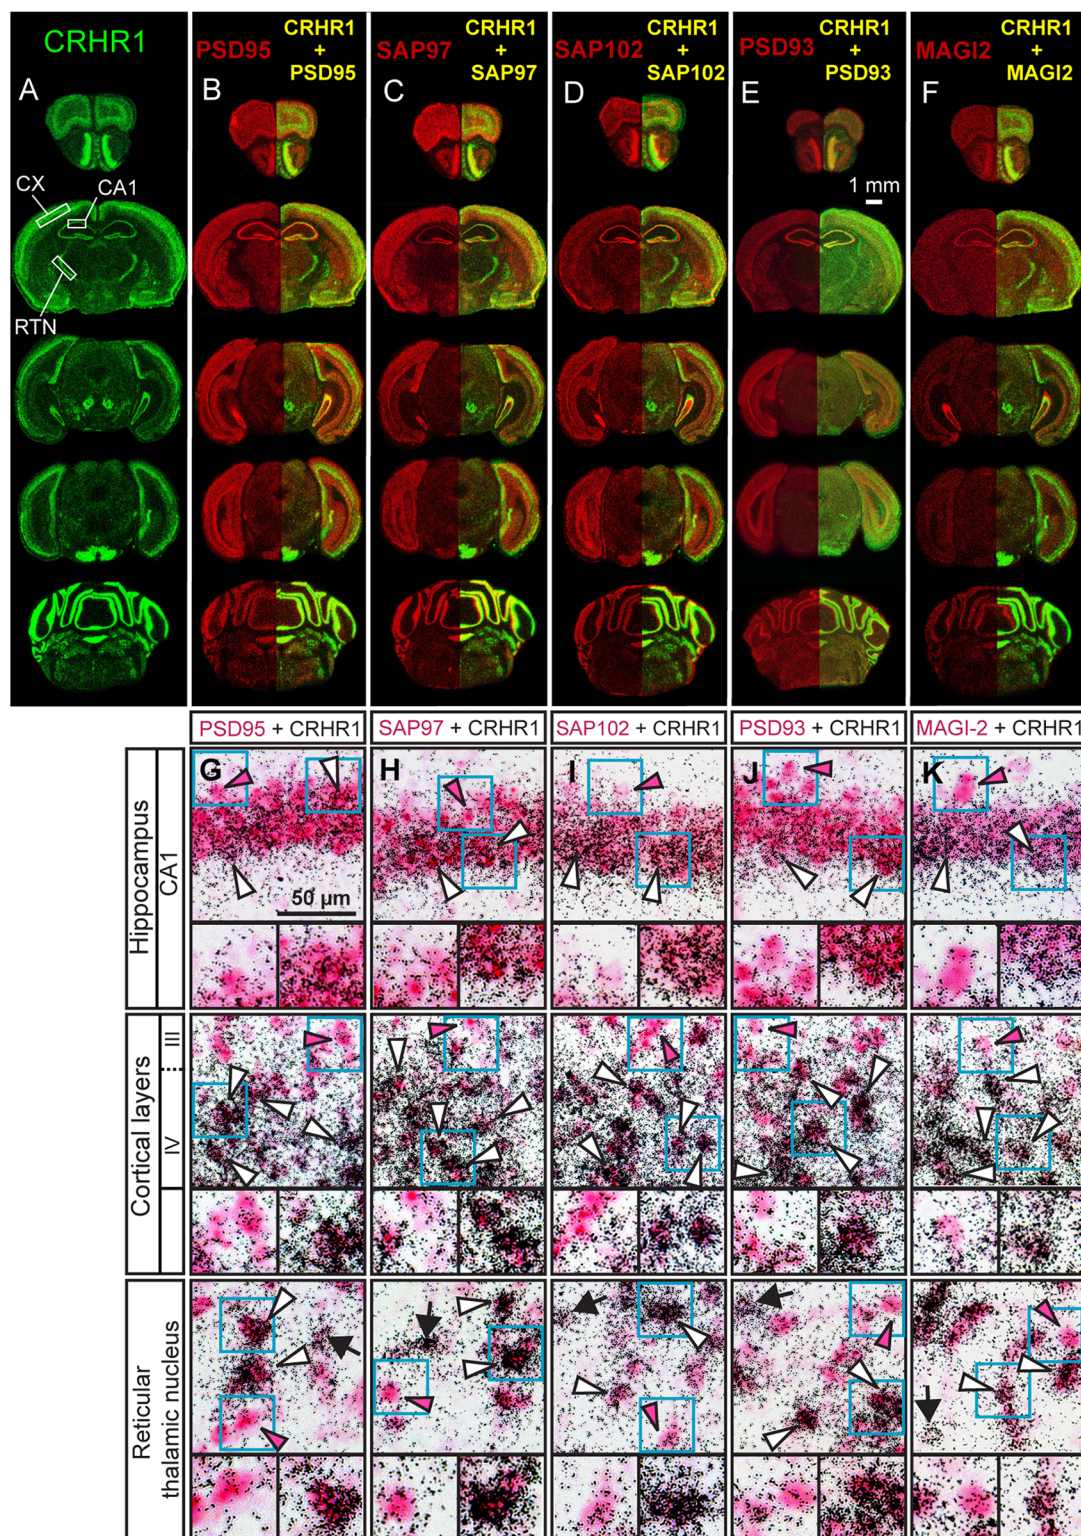 CRHR1
PSD95
CRHR1
+
PSD95
SAP97
CRHR1
+
SAP97
SAP102
CRHR1
+
SAP102
PSD93
CRHR1
+
PSD93
MAGI2
CRHR1
+
MAGI2
A
B
C
D
E
F
CX
CA1
RTN
1 mm
PSD95 + CRHR1
SAP97 + CRHR1
SAP102 + CRHR1
PSD93 + CRHR1
MAGI-2 + CRHR1
Hippocampus
CA1
G
H
I
J
K
50 µm
Cortical layers
III
IV
Reticular
thalamic nucleus